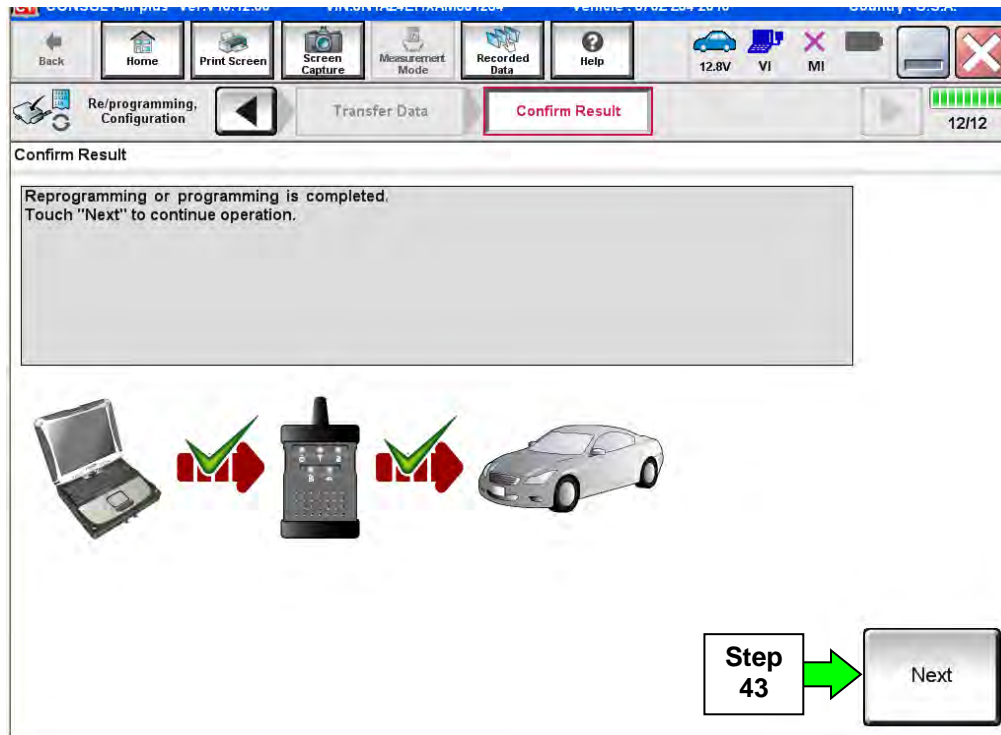 Back
Home
Print Screen
Screen
Capture
Measurement
Mode
Recorded
Data
Help
12.8V
VI
MI
Re/programming,
Configuration
Transfer Data
Confirm Result
12/12
Confirm Result
Reprogramming or programming is completed.
Touch "Next" to continue operation.
Step
43
Next